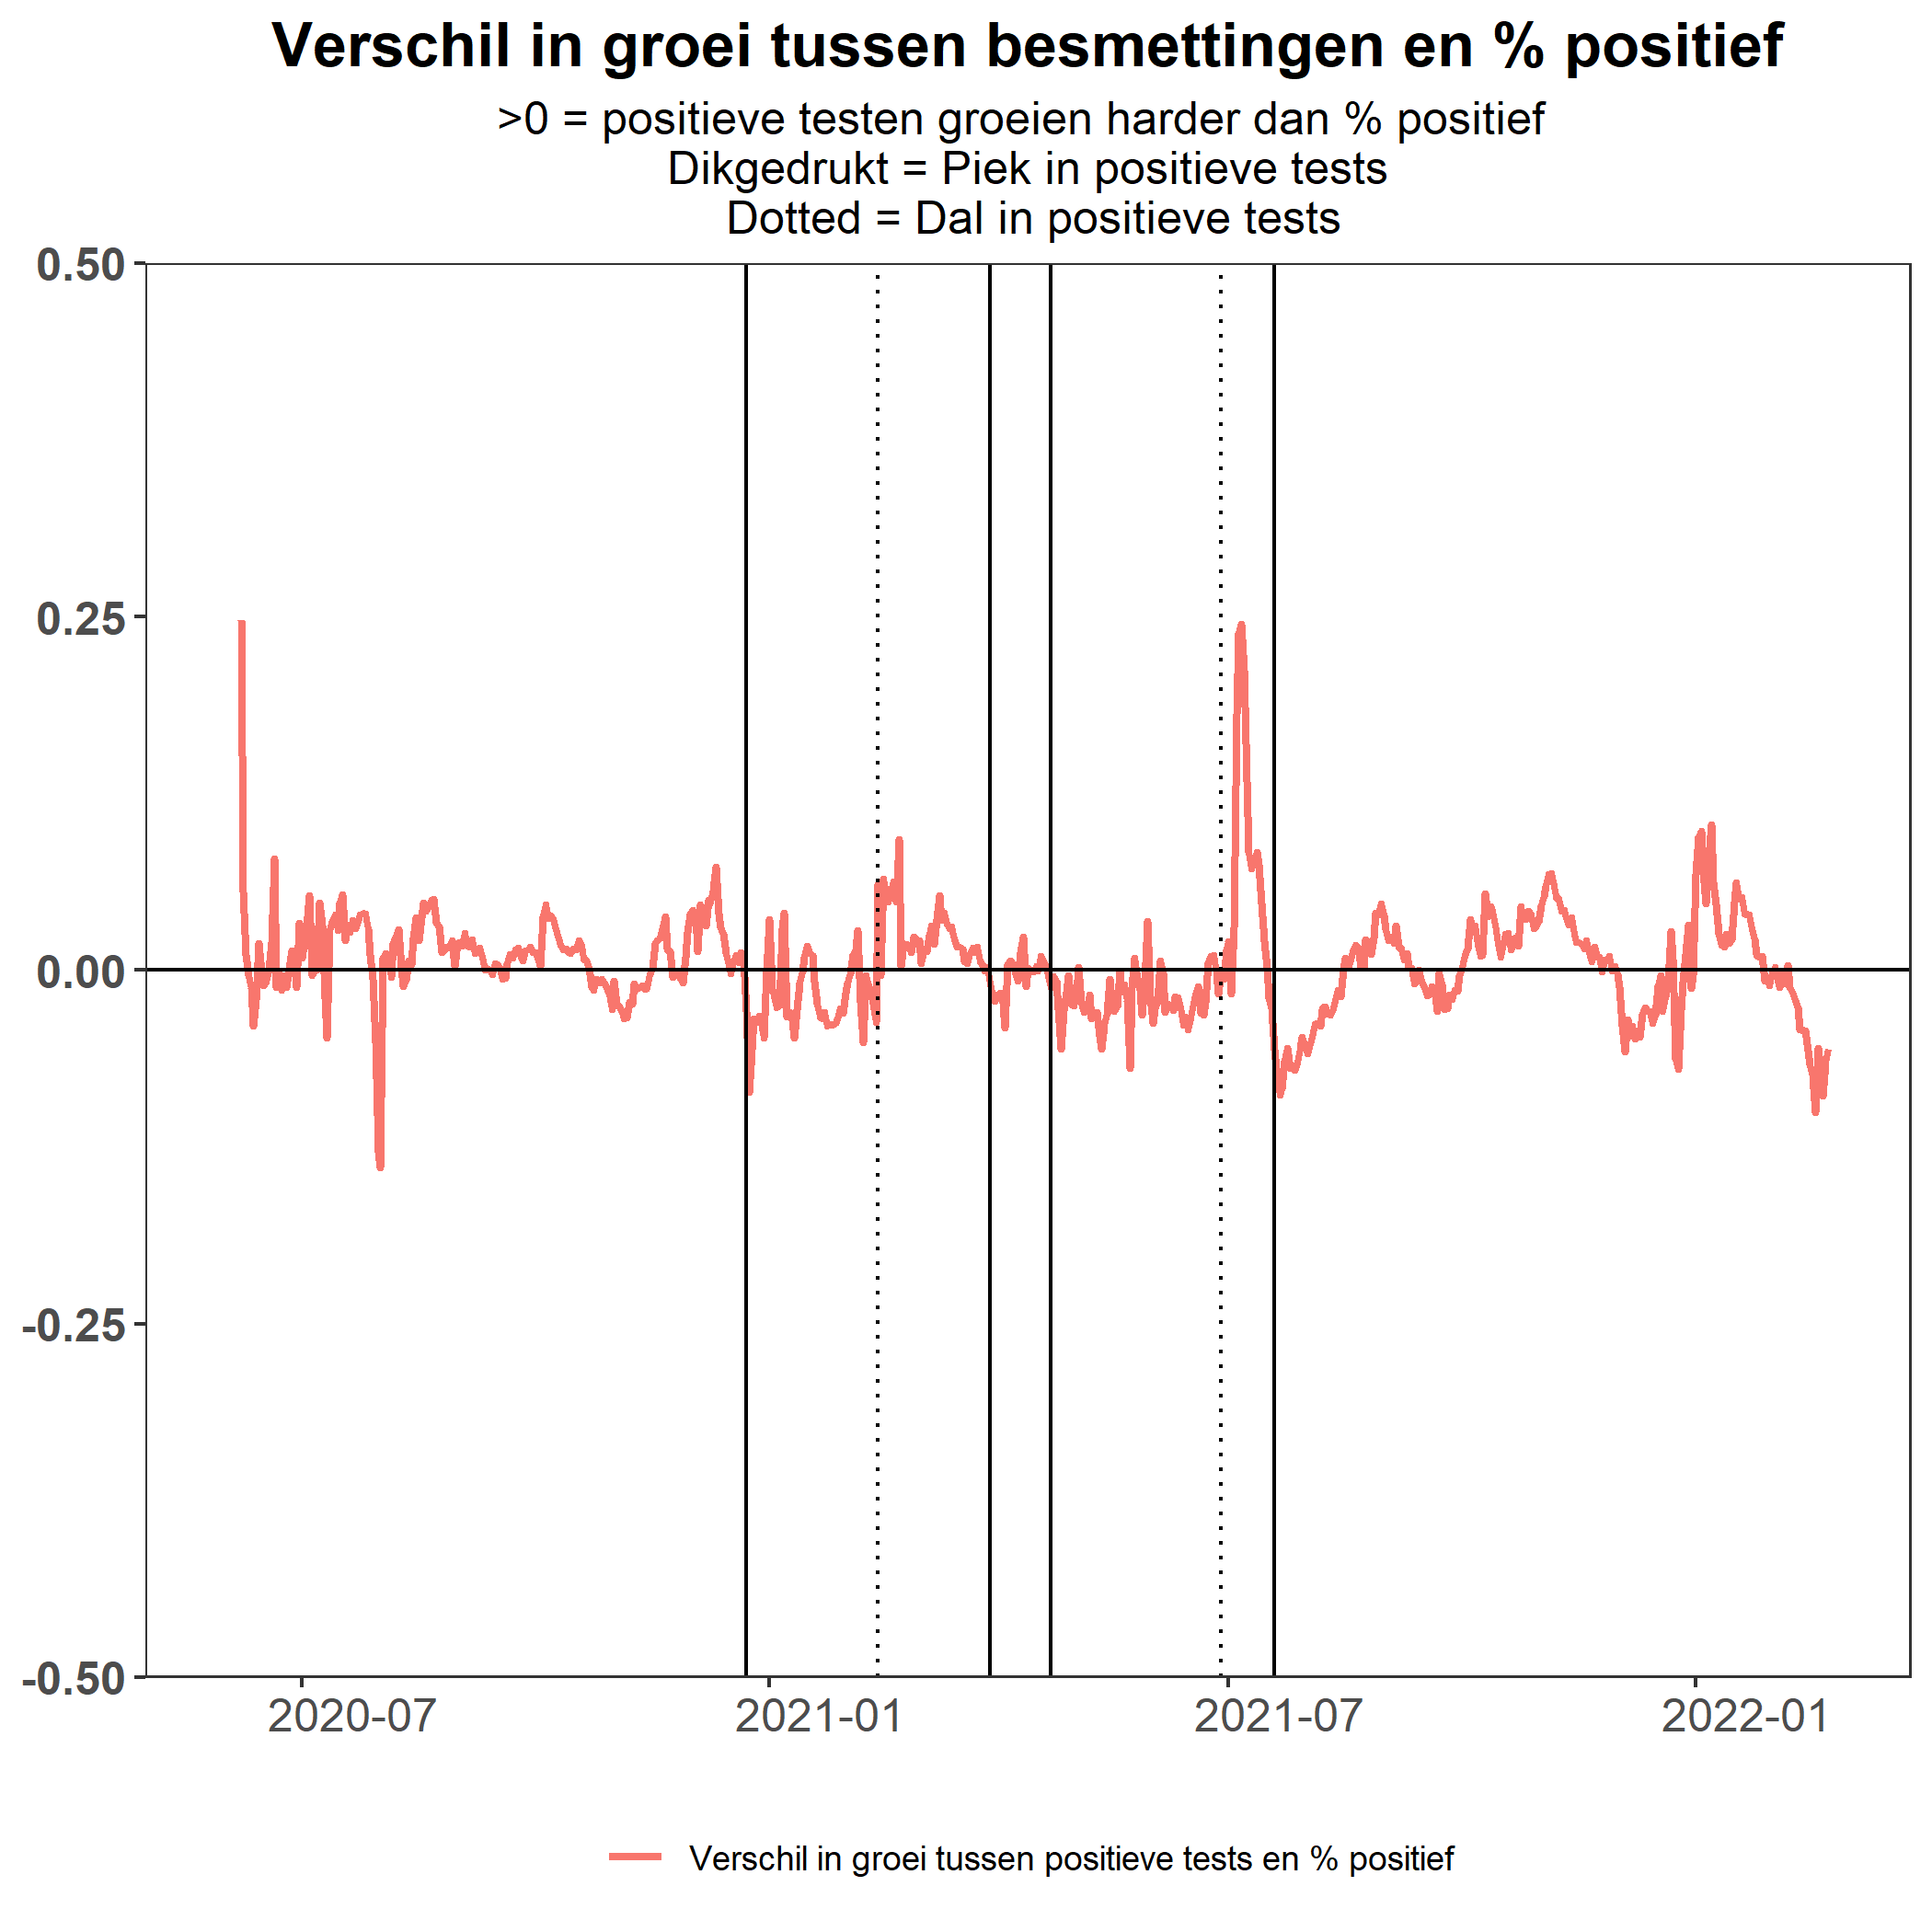 Verschil in groei tussen besmettingen en % positief
>0 = positieve testen groeien harder dan % positief
Dikgedrukt = Piek in positieve tests
Dotted = Dal in positieve tests
0.50
0.25
0.00
-0.25
-0.50
2020-07
2021-01
2021-07
2022-01
Verschil in groei tussen positieve tests en % positief